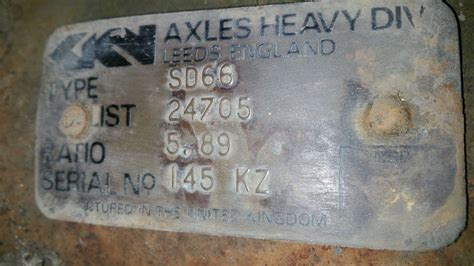 GKN AXLES HEAVY DIV
LEEDS, ENGLAND
TYPE SD66
LIST 24705
RATIO 5.89
SERIAL No 145 KZ
ATURED IN THE UNITED KINGDOM